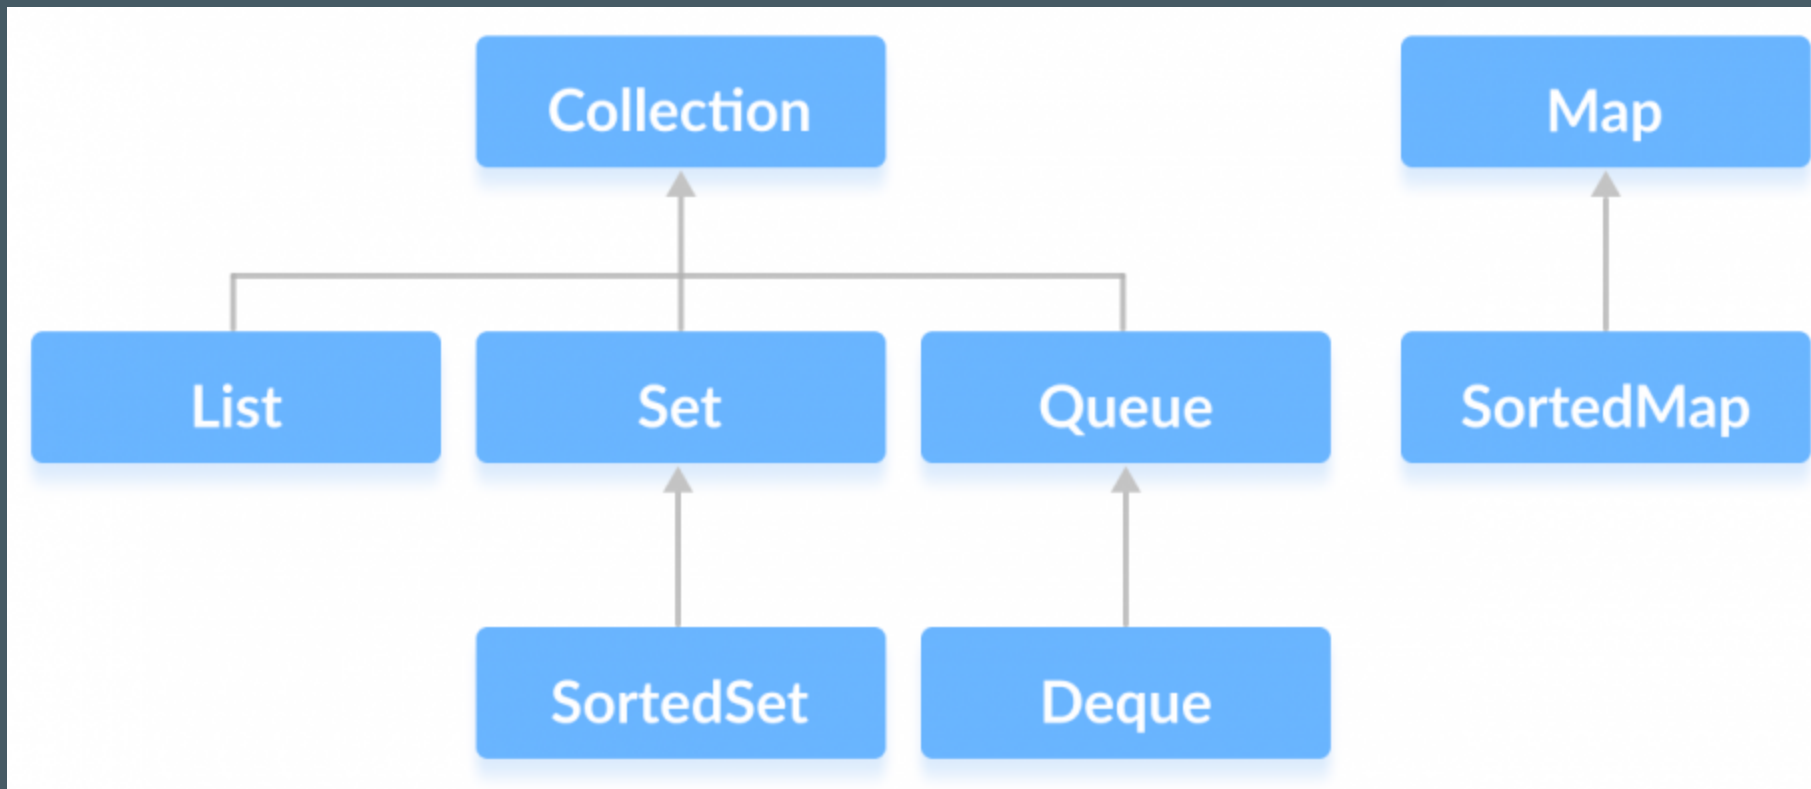 Collection
Map
List
Set
Queue
SortedMap
SortedSet
Deque